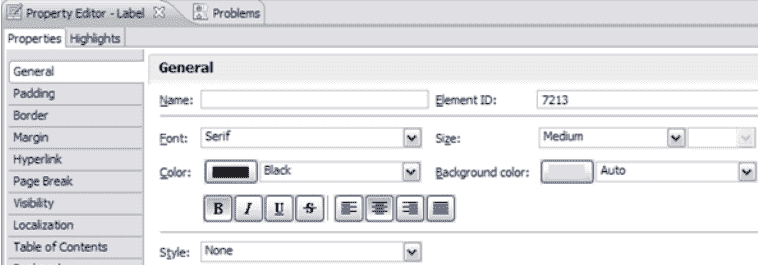 Property Editor - Label Problems
Properties Highlights
General
Padding
Border
Margin
Hyperlink
Page Break
Visibility
Localization
Table of Contents
General
Name: Element ID: 7213
Font: Serif Size: Medium
Color: Black Background color: Auto
B I U S
Style: None